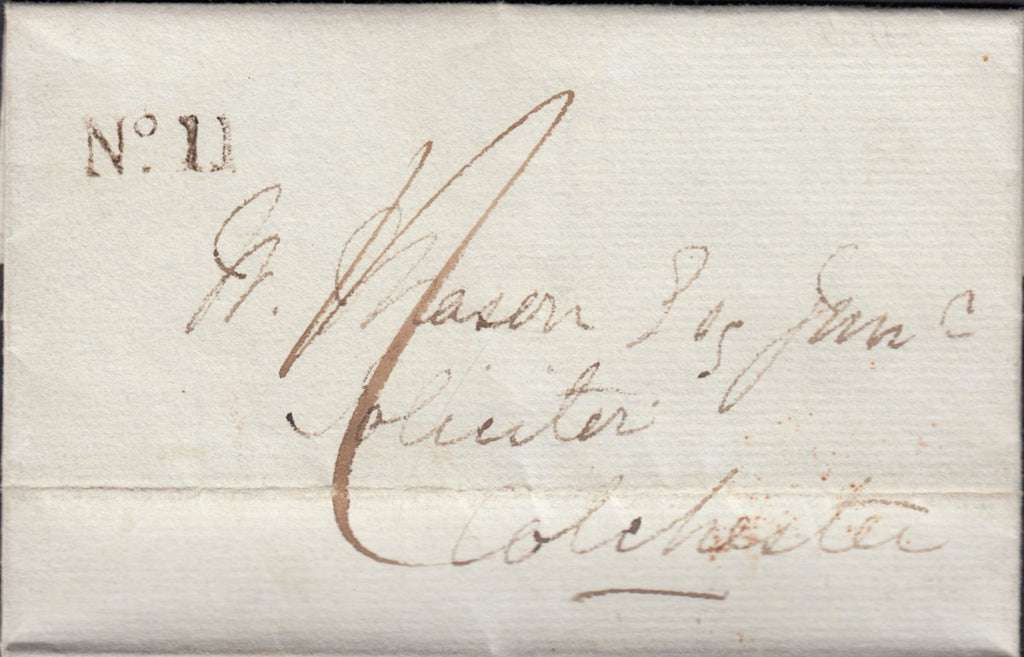 No. 11
W. Mason Esq Junr
Solicitor
Colchester